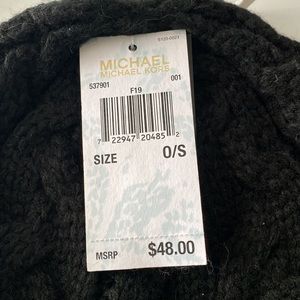 MICHAEL
MICHAEL KORS
537901 001
F19
7 22947 20485 2
SIZE O/S
MSRP $48.00